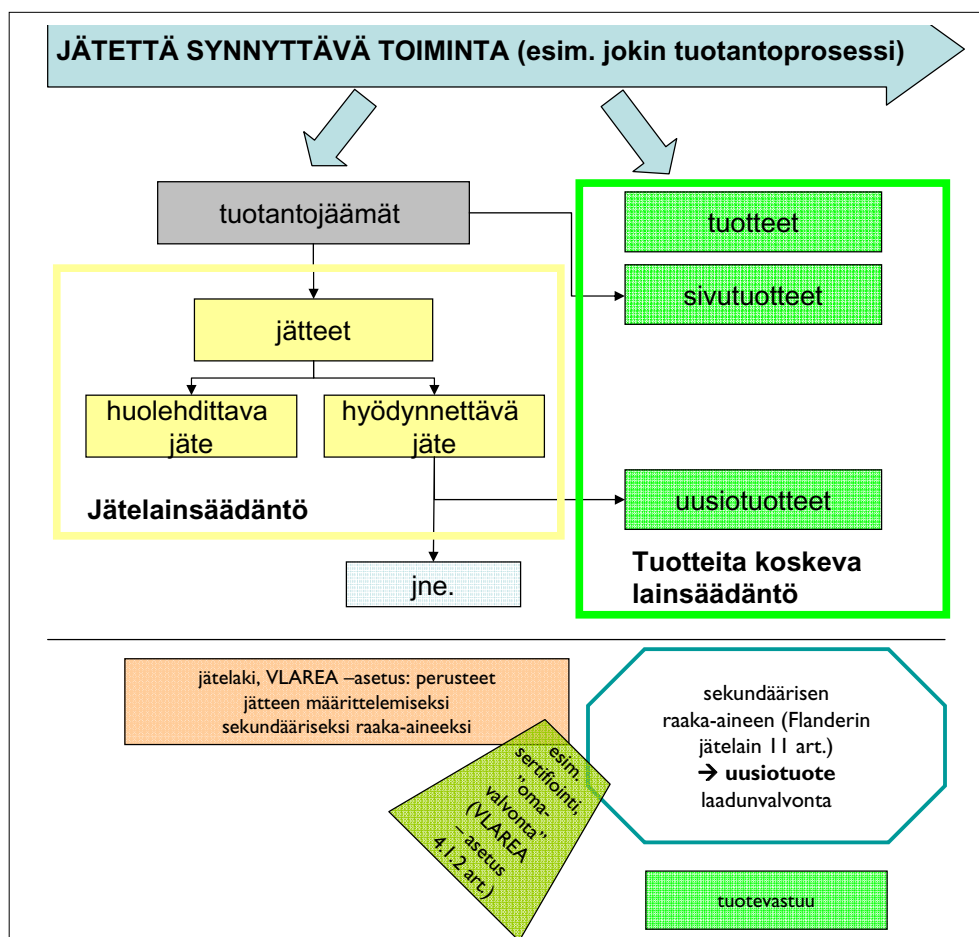 JÄTETTÄ SYNNYTTÄVÄ TOIMINTA (esim. jokin tuotantoprosessi)
tuotantojäämät
tuotteet
sivutuotteet
jätteet
huolehdittava
jäte
hyödynnettävä
jäte
uusiotuotteet
Jätelainsäädäntö
Tuotteita koskeva
lainsäädäntö
jne.
jätelaki, VLAREA –asetus: perusteet
jätteen määrittelemiseksi
sekundääriseksi raaka-aineeksi
sekundäärisen
raaka-aineen (Flanderin
jätelain 11 art.)
→ uusiotuote
laadunvalvonta
esim.
sertifiointi,
”oma-
valvonta”
(VLAREA
– asetus
4.1.2 art.)
tuotevastuu